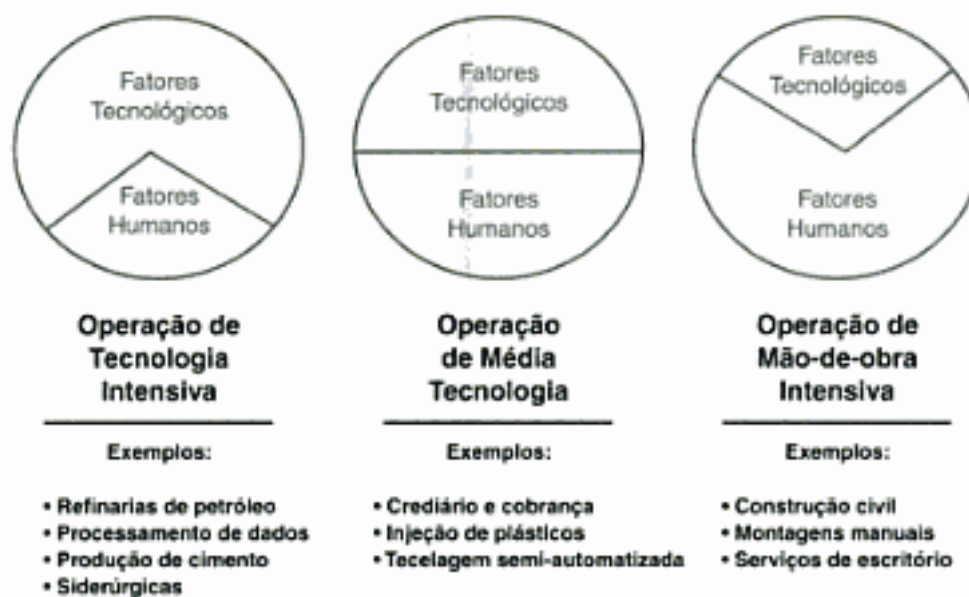 Fatores
Tecnológicos
Fatores
Humanos
Operação de
Tecnologia
Intensiva
Exemplos:
• Refinarias de petróleo
• Processamento de dados
• Produção de cimento
• Siderúrgicas
Fatores
Tecnológicos
Fatores
Humanos
Operação
de Média
Tecnologia
Exemplos:
• Crediário e cobrança
• Injeção de plásticos
• Tecelagem semi-automatizada
Fatores
Tecnológicos
Fatores
Humanos
Operação de
Mão-de-obra
Intensiva
Exemplos:
• Construção civil
• Montagens manuais
• Serviços de escritório